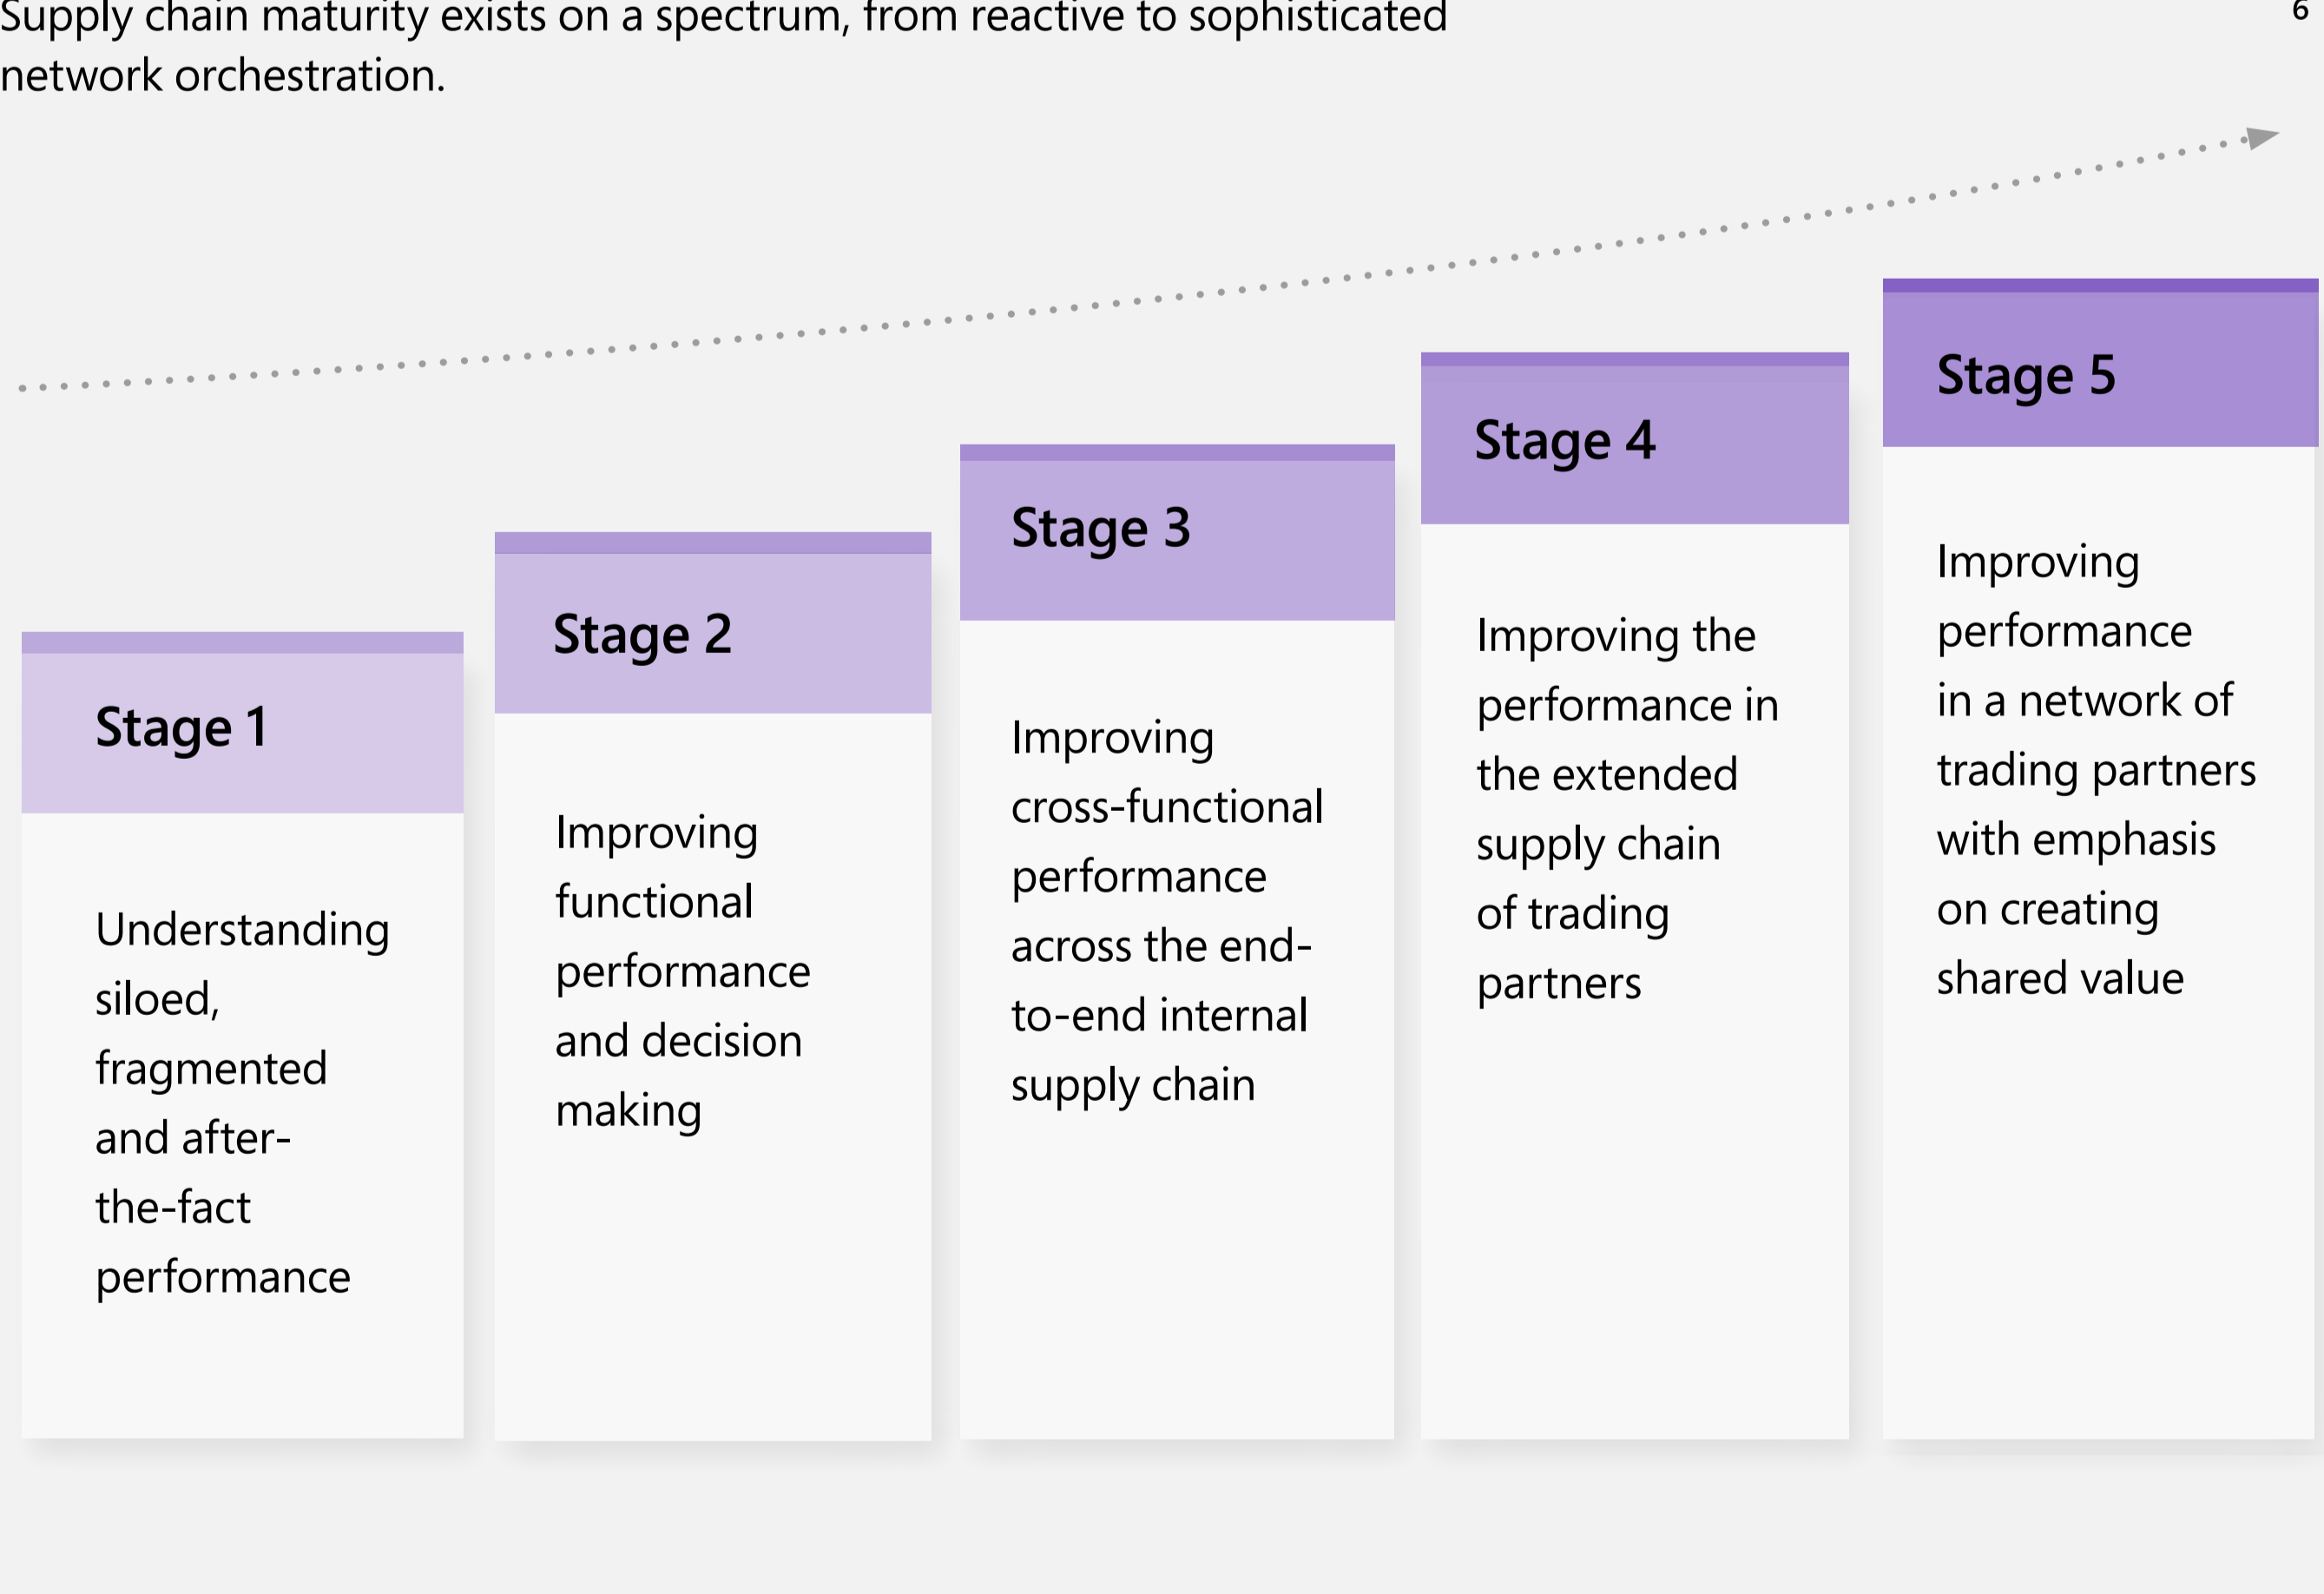 Supply chain maturity exists on a spectrum, from reactive to sophisticated
network orchestration.
6
Stage 1
Understanding
siloed,
fragmented
and after-
the-fact
performance
Stage 2
Improving
functional
performance
and decision
making
Stage 3
Improving
cross-functional
performance
across the end-
to-end internal
supply chain
Stage 4
Improving the
performance in
the extended
supply chain
of trading
partners
Stage 5
Improving
performance
in a network of
trading partners
with emphasis
on creating
shared value